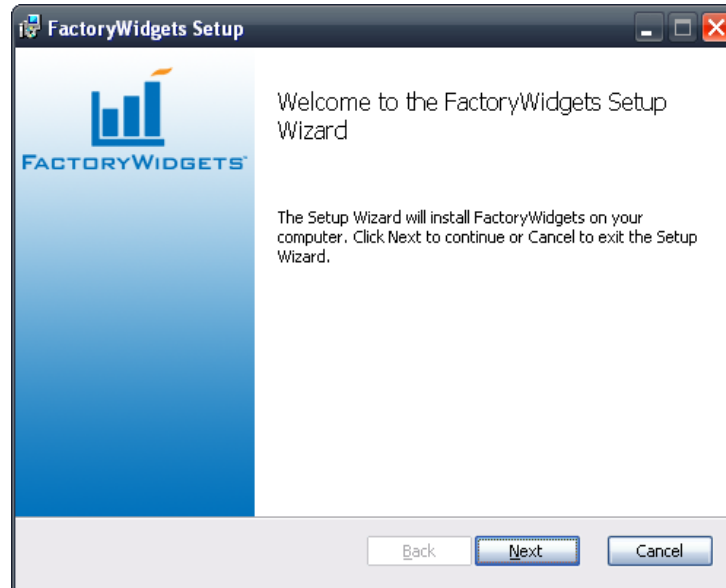 FactoryWidgets Setup
FACTORYWIDGETS™
Welcome to the FactoryWidgets Setup
Wizard
The Setup Wizard will install FactoryWidgets on your
computer. Click Next to continue or Cancel to exit the Setup
Wizard.
Back
Next
Cancel